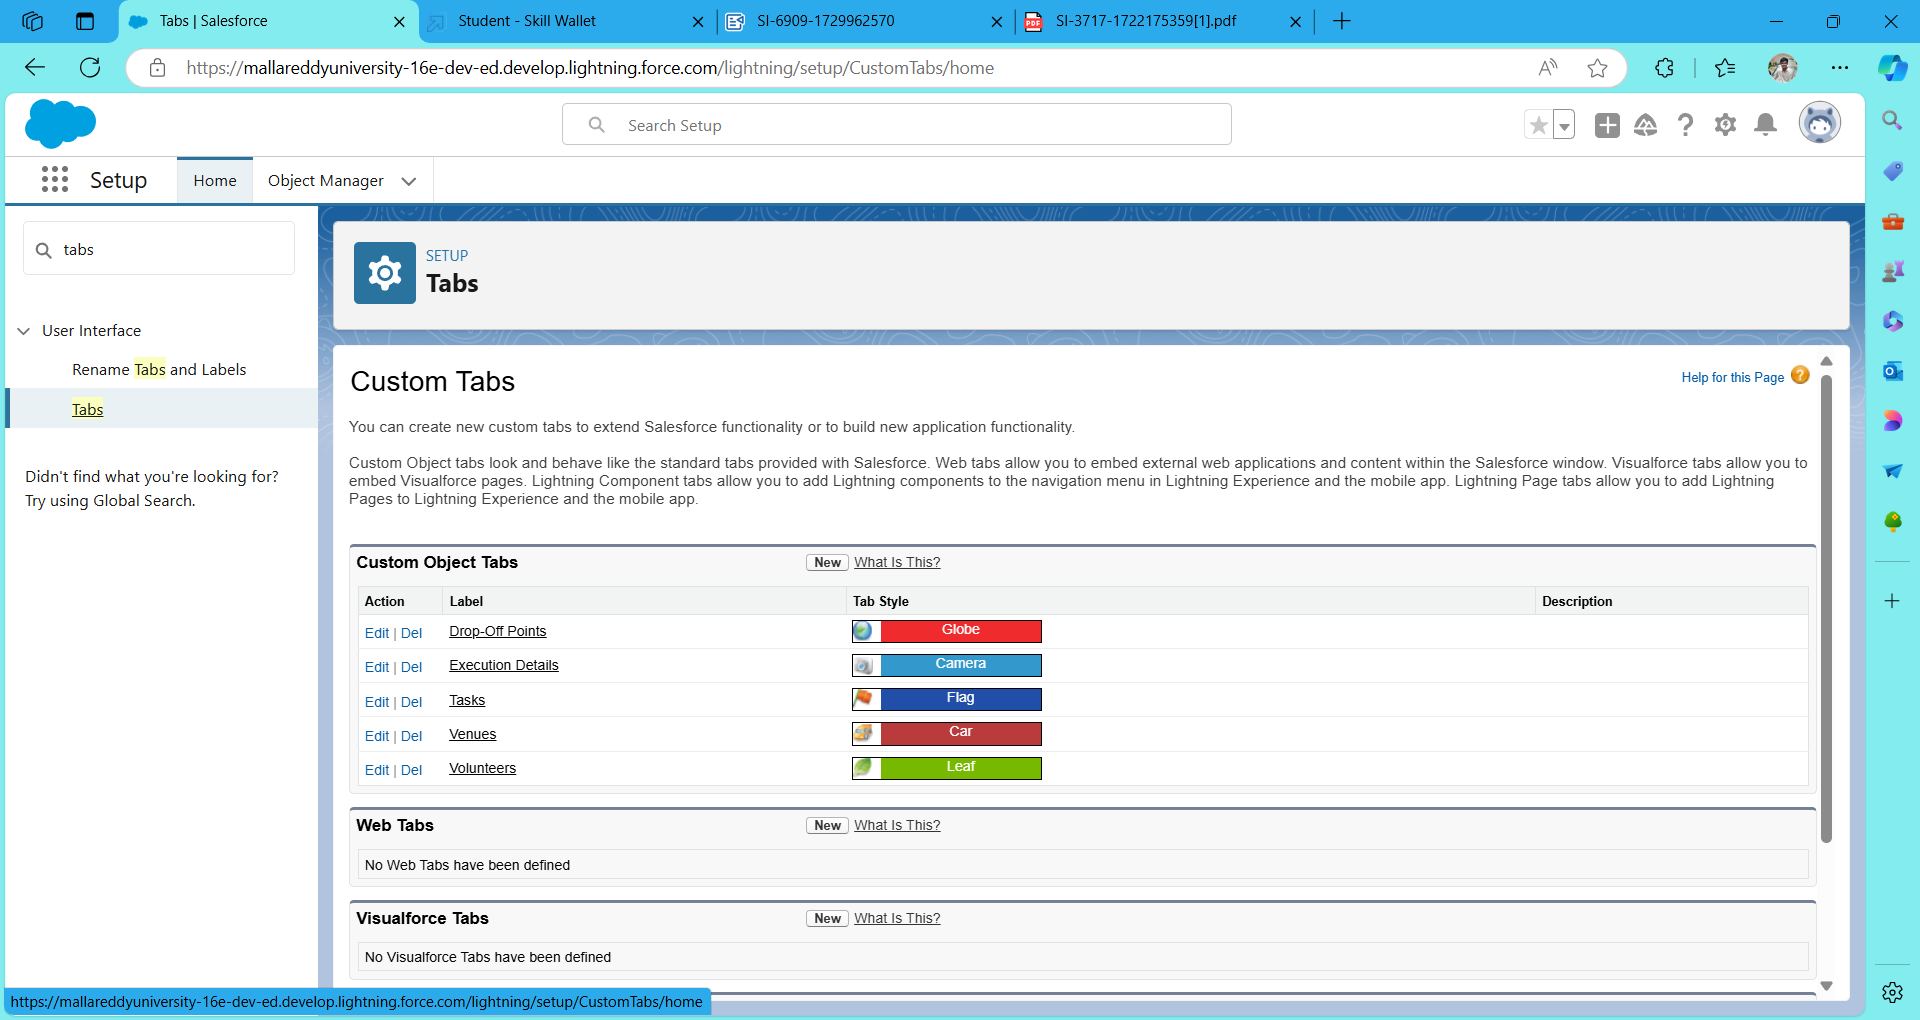 Tabs | Salesforce
Student - Skill Wallet
SI-6909-1729962570
SI-3717-1722175359[1].pdf
https://mallareddyuniversity-16e-dev-ed.develop.lightning.force.com/lightning/setup/CustomTabs/home
Search Setup
Setup
Home
Object Manager
tabs
User Interface
Rename Tabs and Labels
Tabs
Didn't find what you're looking for?
Try using Global Search.
SETUP
Tabs
Custom Tabs
Help for this Page
You can create new custom tabs to extend Salesforce functionality or to build new application functionality.
Custom Object tabs look and behave like the standard tabs provided with Salesforce. Web tabs allow you to embed external web applications and content within the Salesforce window. Visualforce tabs allow you to
embed Visualforce pages. Lightning Component tabs allow you to add Lightning components to the navigation menu in Lightning Experience and the mobile app. Lightning Page tabs allow you to add Lightning
Pages to Lightning Experience and the mobile app.
Custom Object Tabs New What Is This?
Action Label Tab Style Description
Edit | Del Drop-Off Points Globe
Edit | Del Execution Details Camera
Edit | Del Tasks Flag
Edit | Del Venues Car
Edit | Del Volunteers Leaf
Web Tabs New What Is This?
No Web Tabs have been defined
Visualforce Tabs New What Is This?
No Visualforce Tabs have been defined
https://mallareddyuniversity-16e-dev-ed.develop.lightning.force.com/lightning/setup/CustomTabs/home